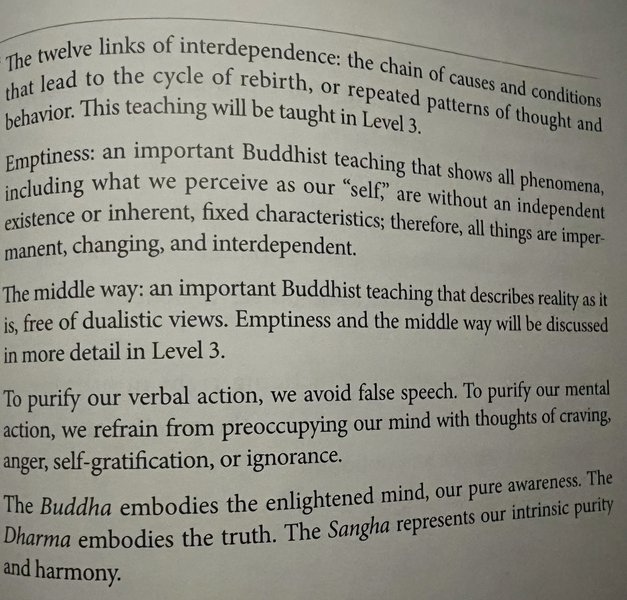 The twelve links of interdependence: the chain of causes and conditions
that lead to the cycle of rebirth, or repeated patterns of thought and
behavior. This teaching will be taught in Level 3.
Emptiness: an important Buddhist teaching that shows all phenomena,
including what we perceive as our “self,” are without an independent
existence or inherent, fixed characteristics; therefore, all things are imper-
manent, changing, and interdependent.
The middle way: an important Buddhist teaching that describes reality as it
is, free of dualistic views. Emptiness and the middle way will be discussed
in more detail in Level 3.
To purify our verbal action, we avoid false speech. To purify our mental
action, we refrain from preoccupying our mind with thoughts of craving,
anger, self-gratification, or ignorance.
The Buddha embodies the enlightened mind, our pure awareness. The
Dharma embodies the truth. The Sangha represents our intrinsic purity
and harmony.